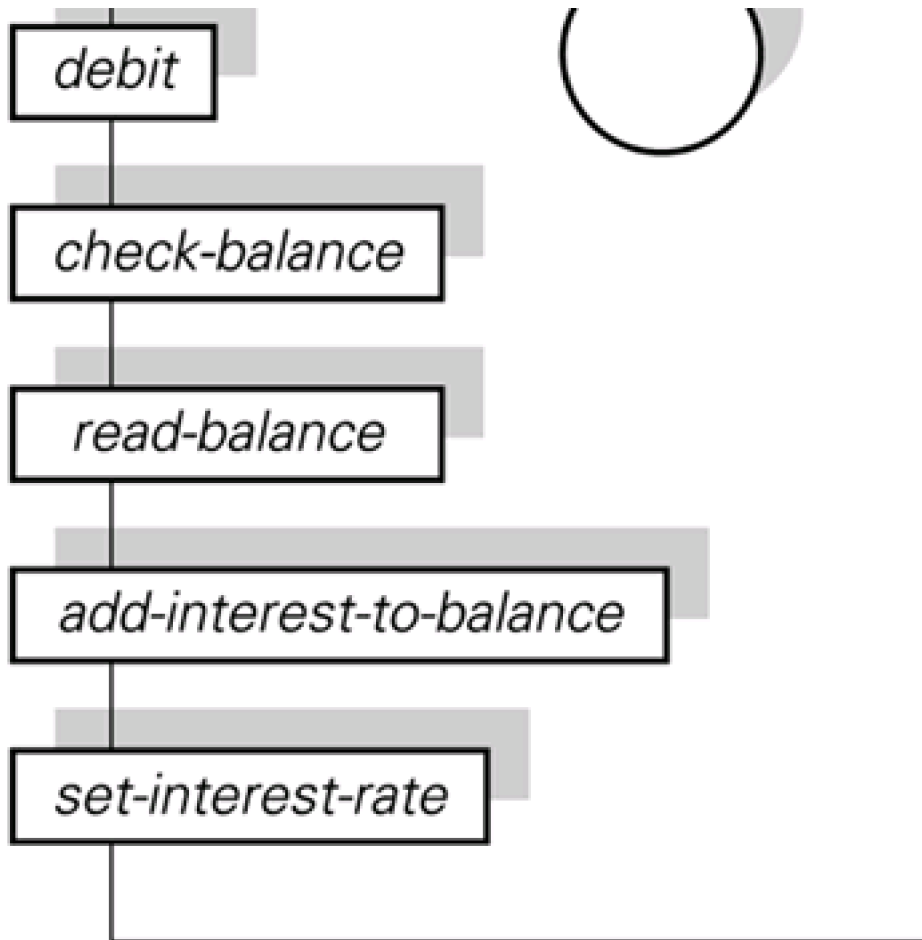 debit
check-balance
read-balance
add-interest-to-balance
set-interest-rate